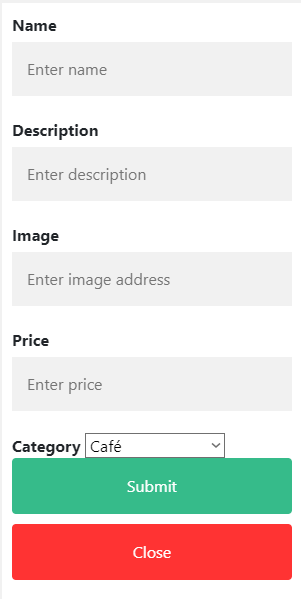 Name
Enter name
Description
Enter description
Image
Enter image address
Price
Enter price
Category Café
Submit
Close